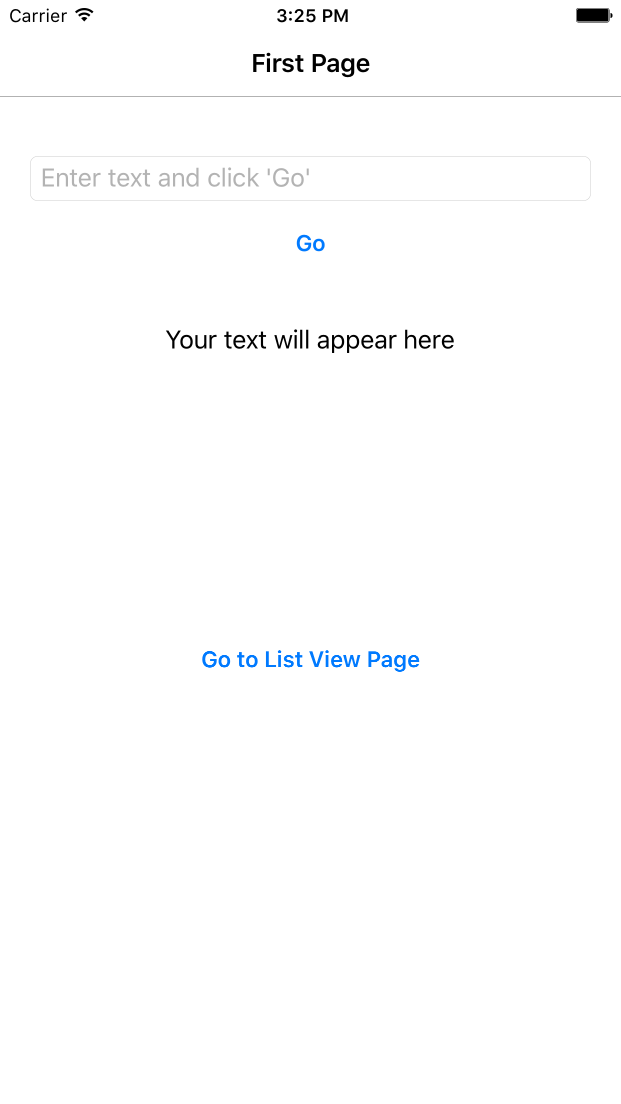 Carrier 3:25 PM
First Page
Enter text and click 'Go'
Go
Your text will appear here
Go to List View Page